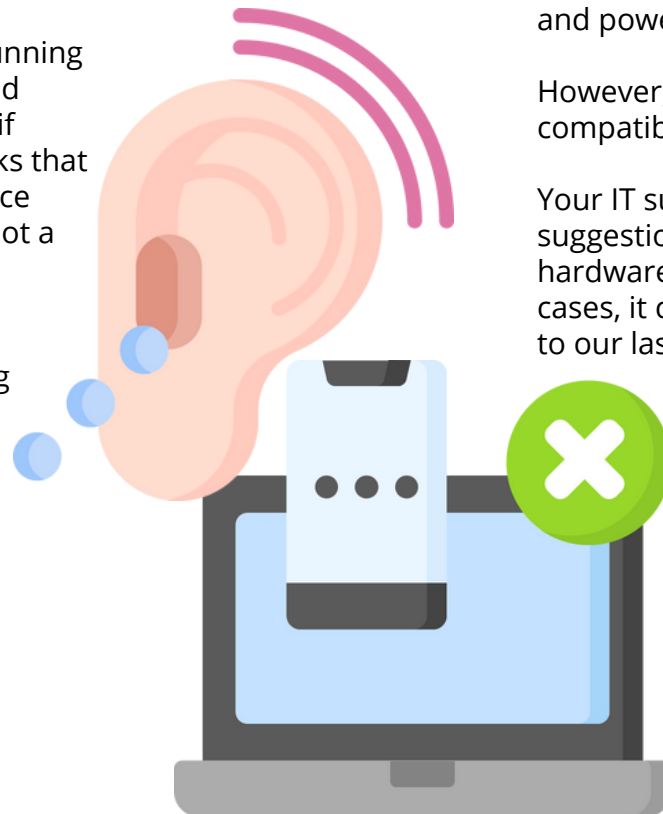 unning
d
if
ks that
ce
ot a
g
and powe
However,
compatib
Your IT su
suggestio
hardware
cases, it c
to our las